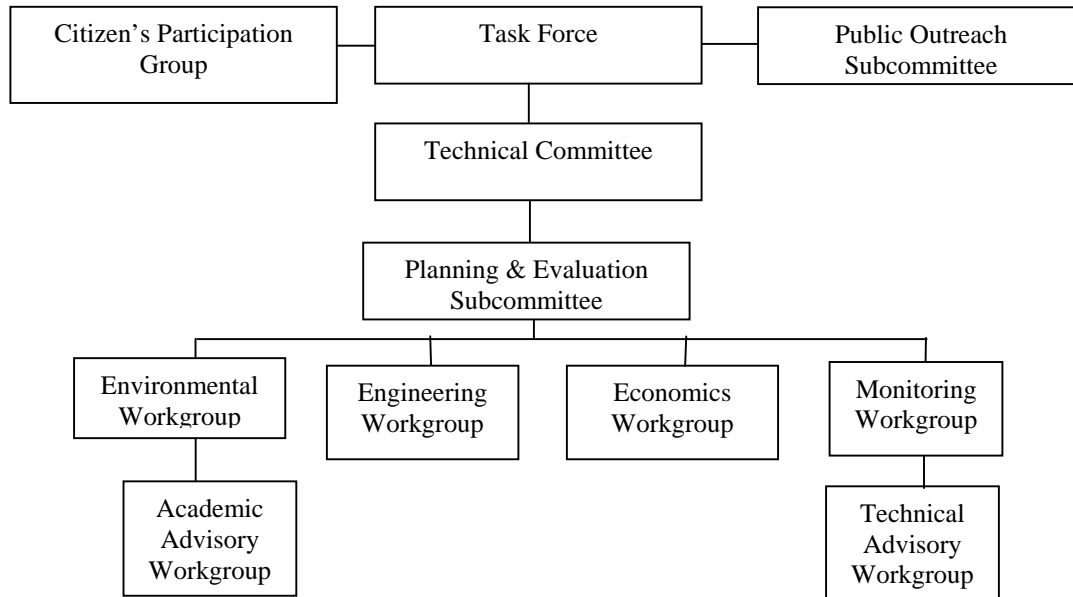 Citizen's Participation
Group
Task Force
Public Outreach
Subcommittee
Technical Committee
Planning & Evaluation
Subcommittee
Environmental
Workgroup
Engineering
Workgroup
Economics
Workgroup
Monitoring
Workgroup
Academic
Advisory
Workgroup
Technical
Advisory
Workgroup